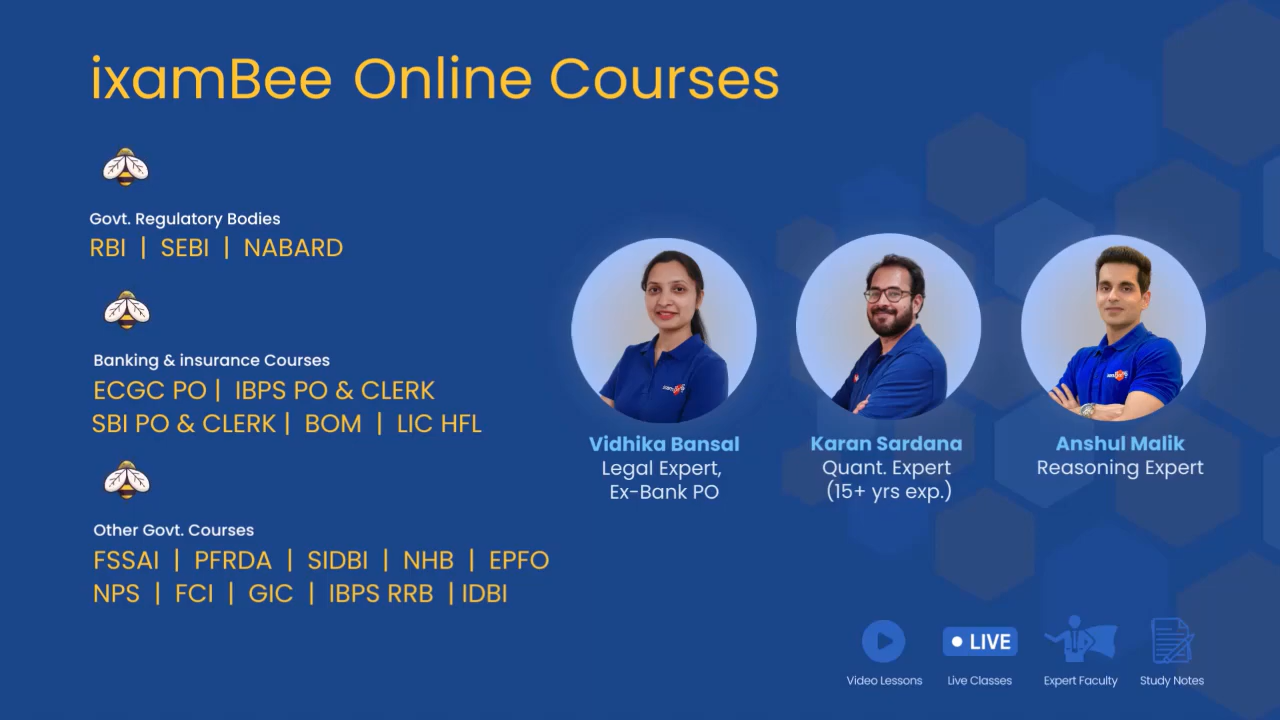 ixamBee Online Courses
Govt. Regulatory Bodies
RBI | SEBI | NABARD
Banking & insurance Courses
ECGC PO | IBPS PO & CLERK
SBI PO & CLERK | BOM | LIC HFL
Other Govt. Courses
FSSAI | PFRDA | SIDBI | NHB | EPFO
NPS | FCI | GIC | IBPS RRB | IDBI
Vidhika Bansal
Legal Expert,
Ex-Bank PO
Karan Sardana
Quant. Expert
(15+ yrs exp.)
Anshul Malik
Reasoning Expert
LIVE
Video Lessons
Live Classes
Expert Faculty
Study Notes